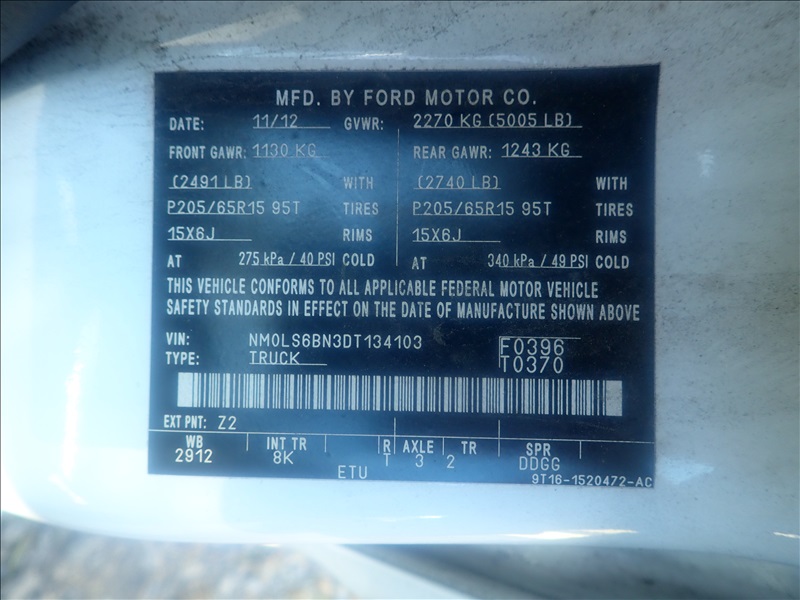 MFD. BY FORD MOTOR CO.
DATE: 11/12 GVWR: 2270 KG (5005 LB)
FRONT GAWR: 1130 KG REAR GAWR: 1243 KG
(2491 LB) WITH (2740 LB) WITH
P205/65R15 95T TIRES P205/65R15 95T TIRES
15X6J RIMS 15X6J RIMS
AT 275 kPa / 40 PSI COLD AT 340 kPa / 49 PSI COLD
THIS VEHICLE CONFORMS TO ALL APPLICABLE FEDERAL MOTOR VEHICLE
SAFETY STANDARDS IN EFFECT ON THE DATE OF MANUFACTURE SHOWN ABOVE
VIN: NM0LS6BN3DT134103 F0396
TYPE: TRUCK T0370
EXT PNT: Z2
WB INT TR R AXLE TR SPR
2912 8K T 3 2 DDGG
ETU 9T16-1520472-AC